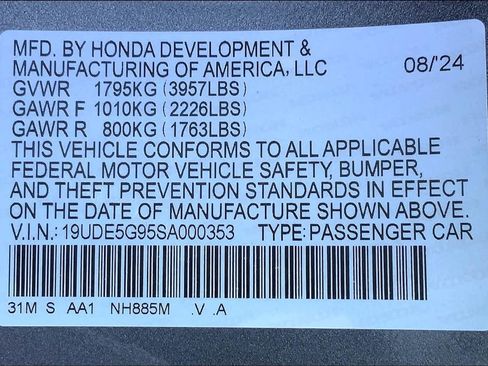 MFD. BY HONDA DEVELOPMENT &
MANUFACTURING OF AMERICA, LLC 08/'24
GVWR 1795KG (3957LBS)
GAWR F 1010KG (2226LBS)
GAWR R 800KG (1763LBS)
THIS VEHICLE CONFORMS TO ALL APPLICABLE
FEDERAL MOTOR VEHICLE SAFETY, BUMPER,
AND THEFT PREVENTION STANDARDS IN EFFECT
ON THE DATE OF MANUFACTURE SHOWN ABOVE.
V.I.N.: 19UDE5G95SA000353 TYPE: PASSENGER CAR
31M S AA1 NH885M .V .A